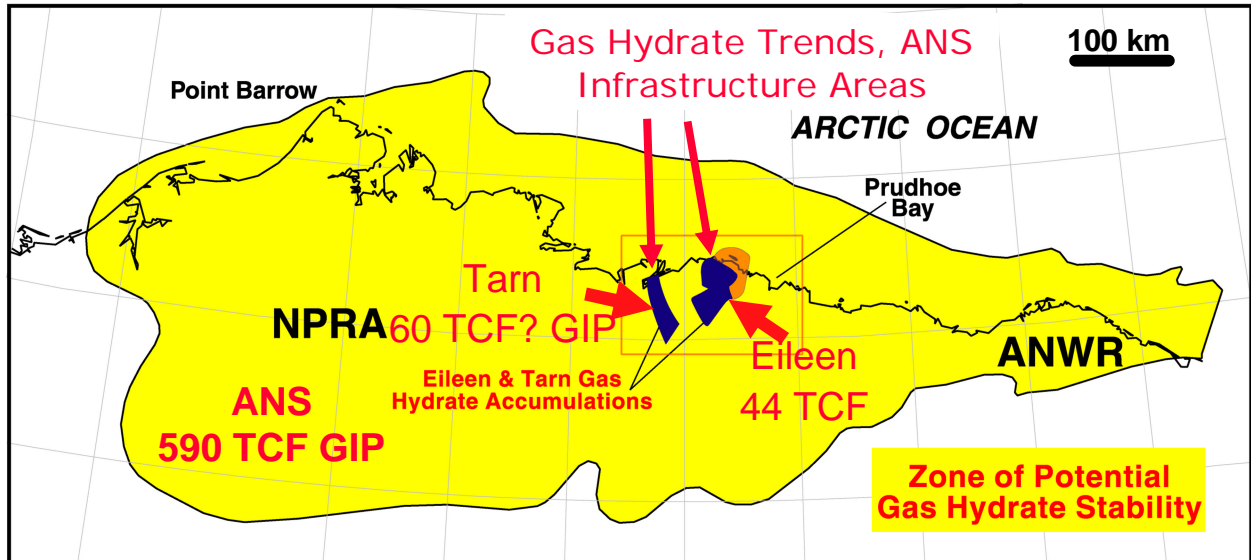 Gas Hydrate Trends, ANS
Infrastructure Areas
100 km
Point Barrow
ARCTIC OCEAN
Prudhoe
Bay
Tarn
60 TCF? GIP
NPRA
Eileen
44 TCF
ANWR
Eileen & Tarn Gas
Hydrate Accumulations
ANS
590 TCF GIP
Zone of Potential
Gas Hydrate Stability